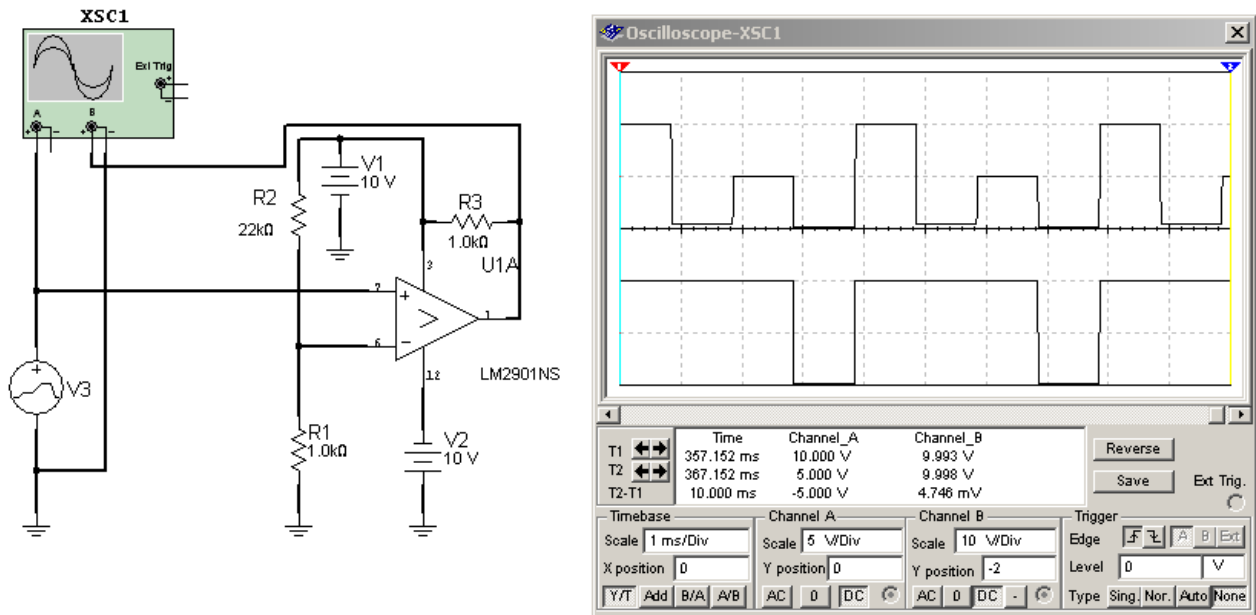 XSC1
Ext Trig
+
-
A
B
+ - + -
V1
10 V
R2
22kΩ
R3
1.0kΩ
U1A
3
7
+
1
6
-
12
LM2901NS
+
V3
R1
1.0kΩ
V2
10 V
Oscilloscope-XSC1
1
2
Time Channel_A Channel_B
T1 357.152 ms 10.000 V 9.993 V
T2 367.152 ms 5.000 V 9.998 V
T2-T1 10.000 ms -5.000 V 4.746 mV
Reverse
Save
Ext Trig.
Timebase
Scale 1 ms/Div
X position 0
Y/T Add B/A A/B
Channel A
Scale 5 V/Div
Y position 0
AC 0 DC
Channel B
Scale 10 V/Div
Y position -2
AC 0 DC -
Trigger
Edge A B Ext
Level 0 V
Type Sing. Nor. Auto None